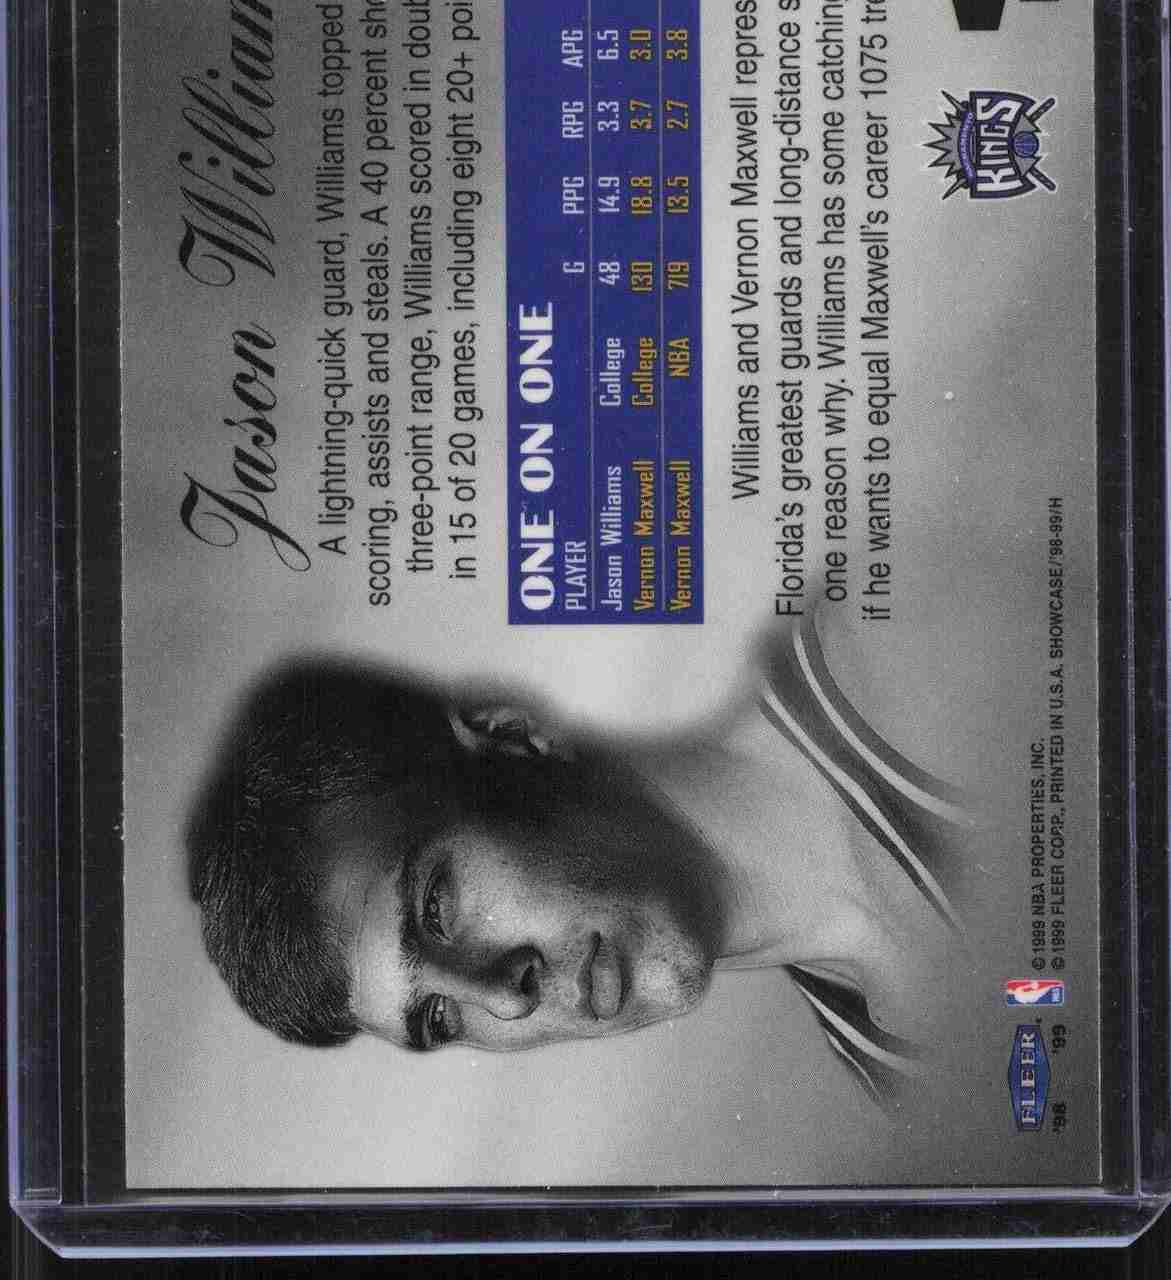 Jason William
A lightning-quick guard, Williams topped
scoring, assists and steals. A 40 percent sho
three-point range, Williams scored in doub
in 15 of 20 games, including eight 20+ poi
ONE ON ONE
PLAYER G PPG RPG APG
Jason Williams College 48 14.9 3.3 6.5
Vernon Maxwell College 130 18.8 3.7 3.0
Vernon Maxwell NBA 719 13.5 2.7 3.8
Williams and Vernon Maxwell repres
Florida's greatest guards and long-distance s
one reason why. Williams has some catching
if he wants to equal Maxwell's career 1075 tre
SACRAMENTO
KINGS
FLEER
'98 '99
©1999 NBA PROPERTIES, INC.
©1999 FLEER CORP., PRINTED IN U.S.A. SHOWCASE/'98-99/H